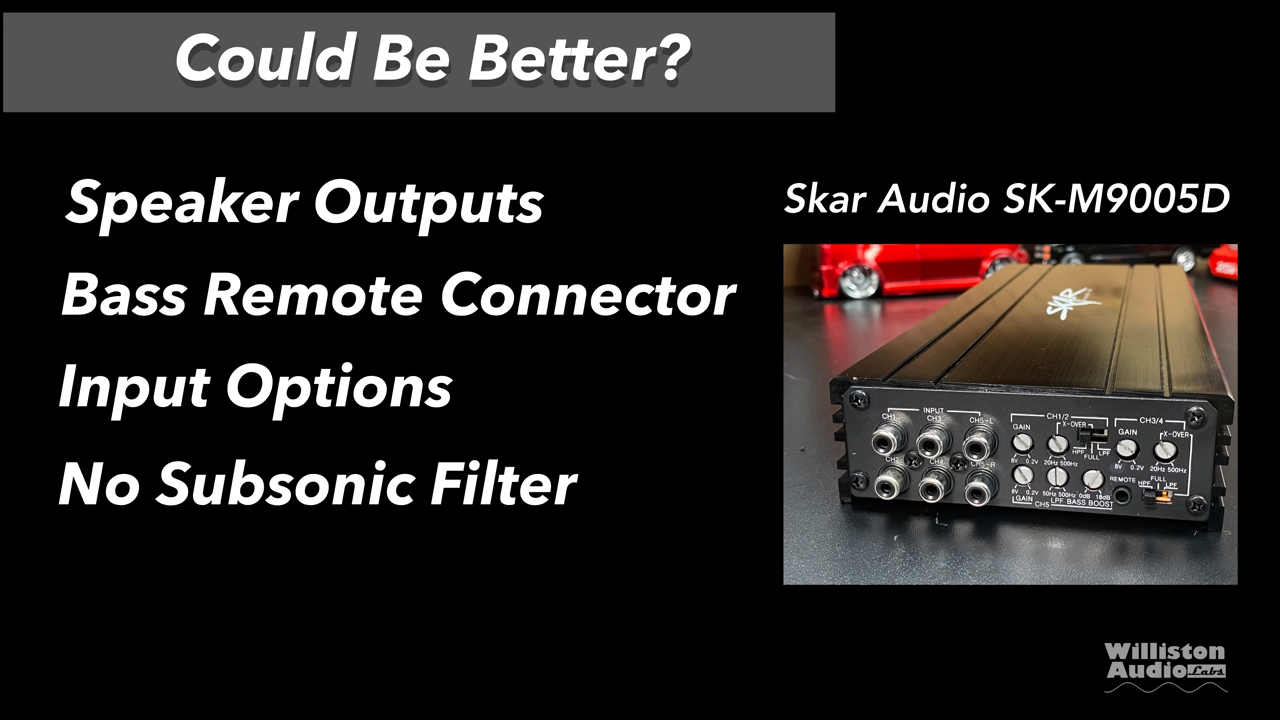 Could Be Better?
Speaker Outputs
Bass Remote Connector
Input Options
No Subsonic Filter
Skar Audio SK-M9005D
SKAR
INPUT
CH1 CH3 CH5-L
CH2 CH4 CH5-R
CH1/2
GAIN X-OVER
8V 0.2V 20Hz 500Hz HPF FULL LPF
CH3/4
GAIN X-OVER
8V 0.2V 20Hz 500Hz
8V 0.2V 50Hz 500Hz 0dB 18dB
GAIN LPF BASS BOOST
CH5
REMOTE HPF FULL LPF
Williston
Audio Labs